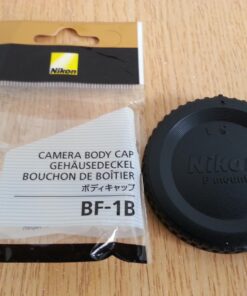 Nikon
CAMERA BODY CAP
GEHÄUSEDECKEL
BOUCHON DE BOÎTIER
ボディキャップ
BF-1B
Nikon
F mount